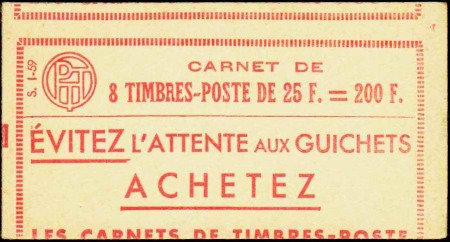 PTT
S. 1-59
CARNET DE
8 TIMBRES-POSTE DE 25 F. = 200 F.
ÉVITEZ L'ATTENTE AUX GUICHETS
ACHETEZ
LES CARNETS DE TIMBRES-POSTE